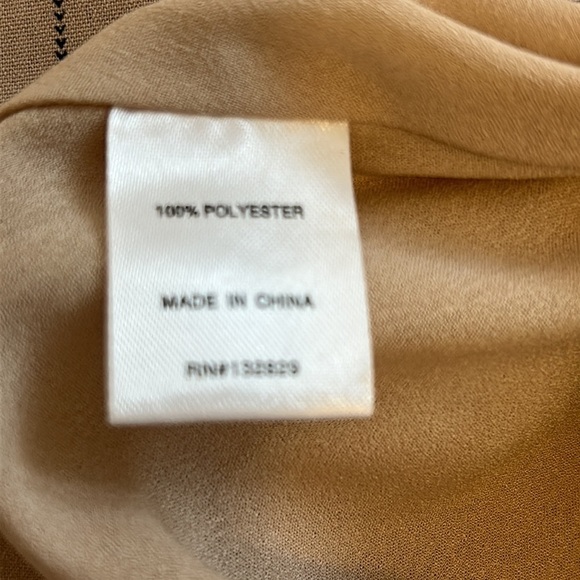 100% POLYESTER
MADE IN CHINA
RN#132829